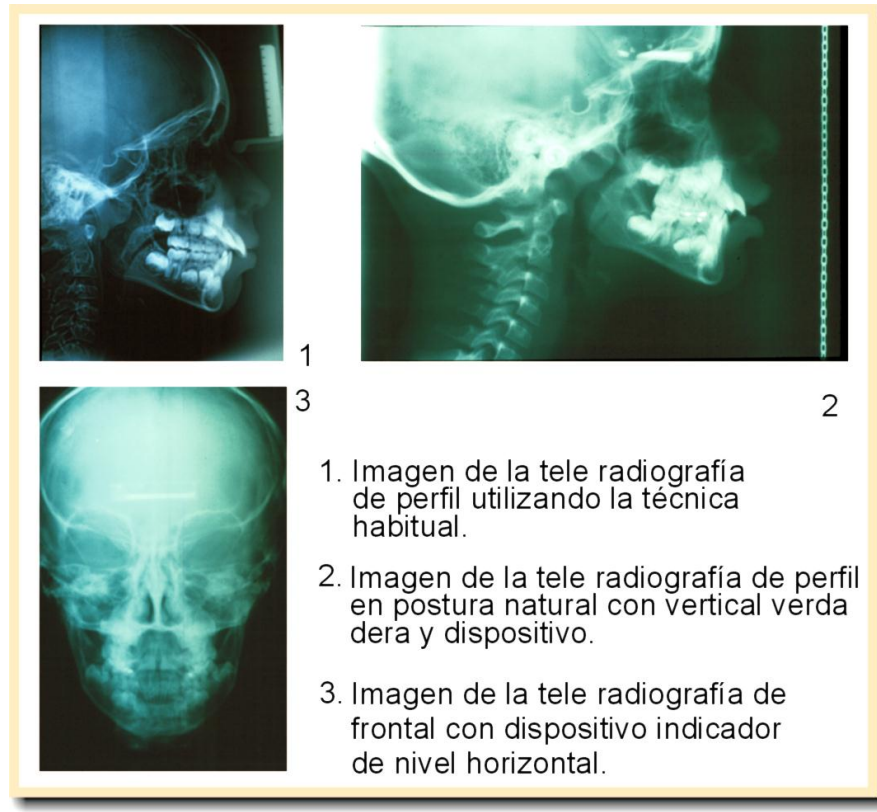 1
3
2
1. Imagen de la tele radiografía
de perfil utilizando la técnica
habitual.
2. Imagen de la tele radiografía de perfil
en postura natural con vertical verda
dera y dispositivo.
3. Imagen de la tele radiografía de
frontal con dispositivo indicador
de nivel horizontal.